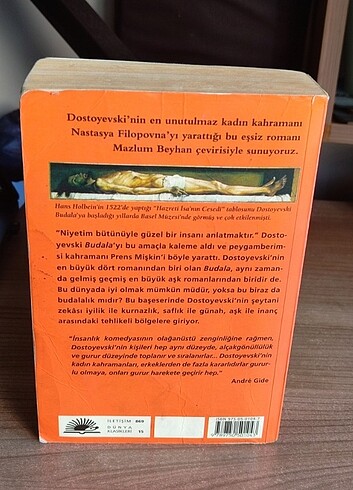 Dostoyevski'nin en unutulmaz kadın kahramanı
Nastasya Filopovna'yı yarattığı bu eşsiz romanı
Mazlum Beyhan çevirisiyle sunuyoruz.
Hans Holbein'in 1522'de yaptığı "Hazreti İsa'nın Cesedi" tablosunu Dostoyevski
Budala'ya başladığı yıllarda Basel Müzesi'nde görmüş ve çok etkilenmişti.
"Niyetim bütünüyle güzel bir insanı anlatmaktır." Dosto-
yevski Budala'yı bu amaçla kaleme aldı ve peygamberim-
si kahramanı Prens Mışkin'i böyle yarattı. Dostoyevski'nin
en büyük dört romanından biri olan Budala, aynı zaman-
da gelmiş geçmiş en büyük aşk romanlarından biridir de.
Bu dünyada iyi olmak mümkün müdür, yoksa bu biraz da
budalalık mıdır? Bu başeserinde Dostoyevski'nin şeytani
zekâsı iyilik ile kurnazlık, saflık ile günah, aşk ile inanç
arasındaki tehlikeli bölgelere giriyor.
"İnsanlık komedyasının olağanüstü zenginliğine rağmen,
Dostoyevski'nin kişileri hep aynı düzeyde, alçakgönüllülük
ve gurur düzeyinde toplanır ve sıralanırlar... Dostoyevski'nin
kadın kahramanları, erkeklerden de fazla kararlıdırlar gurur-
lu olmaya, onları gurur harekete geçirir hep."
André Gide
İLETİŞİM 860
DÜNYA
KLASİKLERİ 15